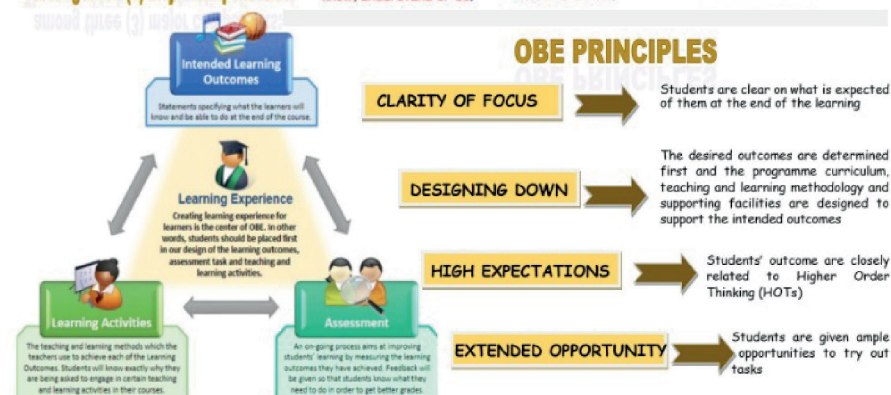 among three (3) major
OBE PRINCIPLES
Intended Learning
Outcomes
Statements specifying what the learners will
know and be able to do at the end of the course.
CLARITY OF FOCUS
Students are clear on what is expected
of them at the end of the learning
Learning Experience
Creating learning experience for
learners is the center of OBE. In other
words, students should be placed first
in our design of the learning outcomes,
assessment task and teaching and
learning activities.
DESIGNING DOWN
The desired outcomes are determined
first and the programme curriculum,
teaching and learning methodology and
supporting facilities are designed to
support the intended outcomes
HIGH EXPECTATIONS
Students' outcome are closely
related to Higher Order
Thinking (HOTs)
Learning Activities
The teaching and learning methods which the
teachers use to achieve each of the Learning
Outcomes. Students will know exactly why they
are being asked to engage in certain teaching
and learning activities in their courses.
Assessment
An on-going process aims at improving
students' learning by measuring the learning
outcomes they have achieved. Feedback will
be given so that students know what they
need to do in order to get better grades.
EXTENDED OPPORTUNITY
Students are given ample
opportunities to try out
tasks